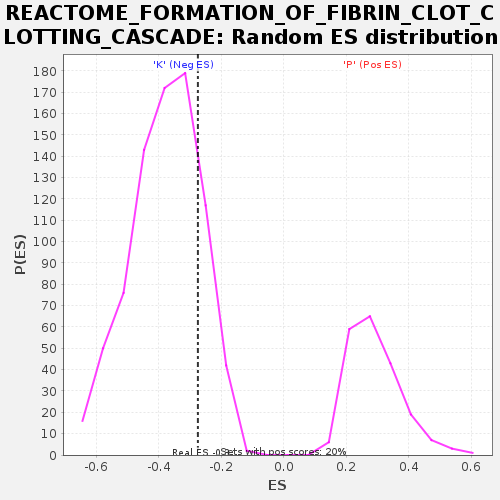 REACTOME_FORMATION_OF_FIBRIN_CLOT_C
LOTTING_CASCADE: Random ES distribution
'K' (Neg ES) 'P' (Pos ES)
180
170
160
150
140
130
120
110
100
90
80
70
60
50
40
30
20
10
0
P(ES)
Real ES Sets with pos scores: 20%
-0.6 -0.4 -0.2 0.0 0.2 0.4 0.6
ES